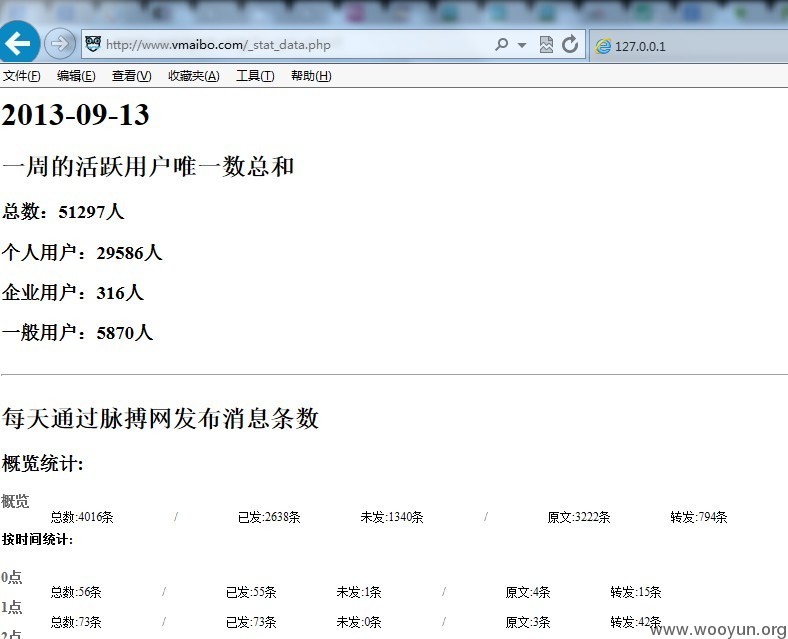 http://www.vmaibo.com/_stat_data.php
127.0.0.1
文件(F) 编辑(E) 查看(V) 收藏夹(A) 工具(T) 帮助(H)
2013-09-13
一周的活跃用户唯一数总和
总数：51297人
个人用户：29586人
企业用户：316人
一般用户：5870人
每天通过脉搏网发布消息条数
概览统计:
概览
总数:4016条 / 已发:2638条 未发:1340条 / 原文:3222条 转发:794条
按时间统计:
0点
总数:56条 / 已发:55条 未发:1条 / 原文:4条 转发:15条
1点
总数:73条 / 已发:73条 未发:0条 / 原文:3条 转发:42条
2点
www.wooyun.org